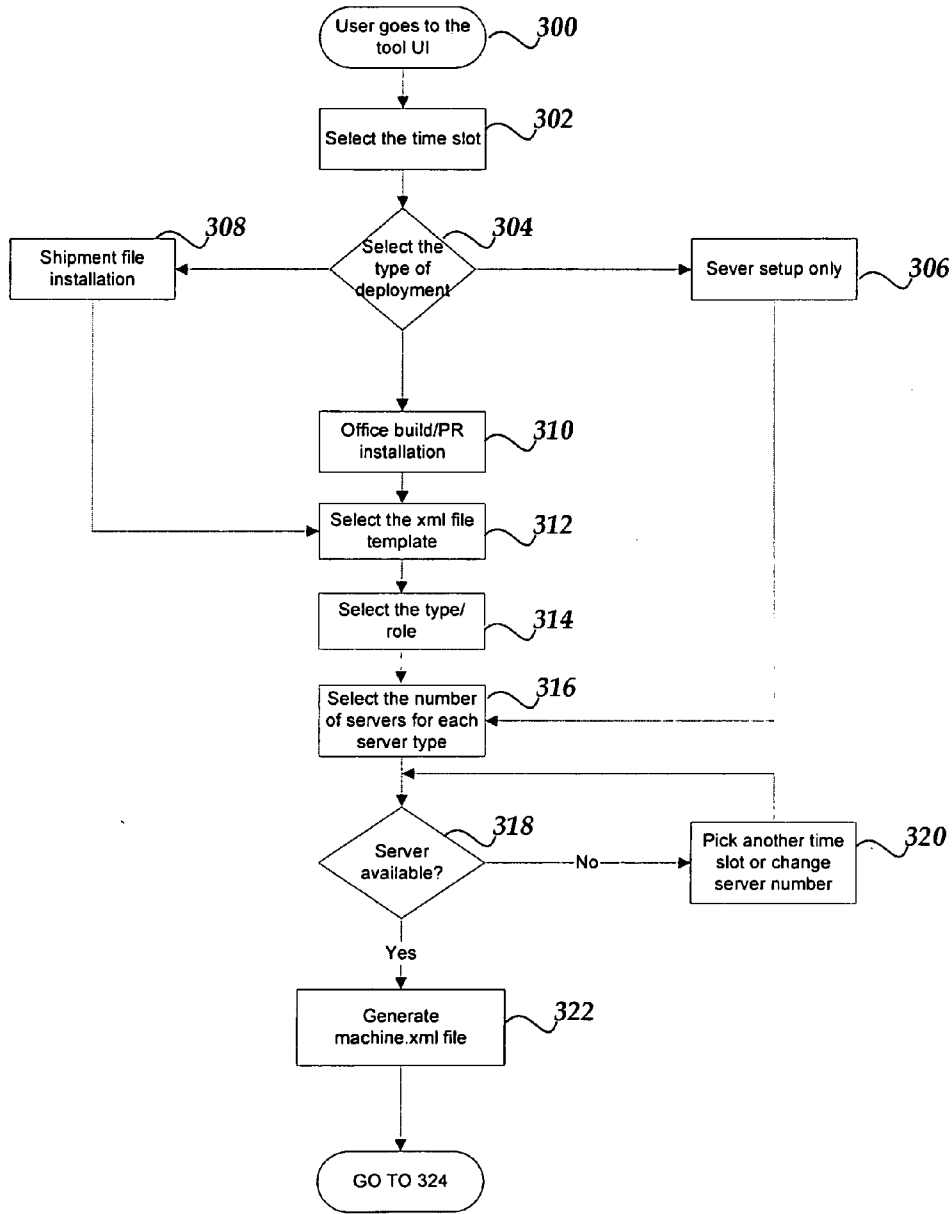 User goes to the
tool UI
300
Select the time slot
302
Select the
type of
deployment
304
Shipment file
installation
308
Sever setup only
306
Office build/PR
installation
310
Select the xml file
template
312
Select the type/
role
314
Select the number
of servers for each
server type
316
Server
available?
318
No
Pick another time
slot or change
server number
320
Yes
Generate
machine.xml file
322
GO TO 324